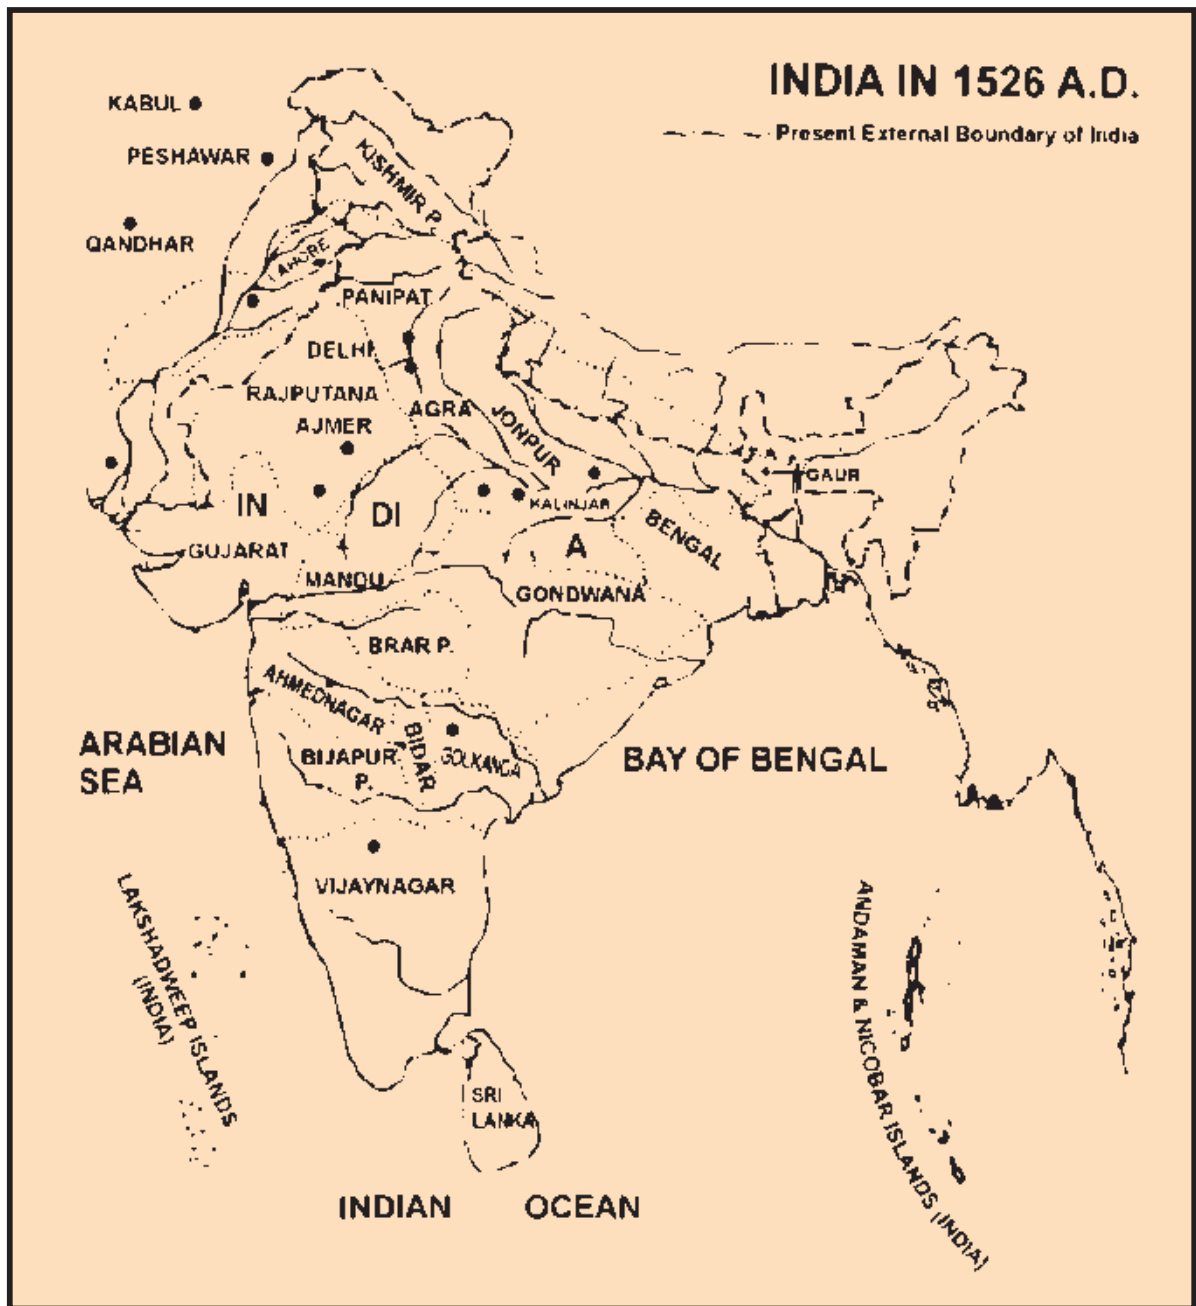 INDIA IN 1526 A.D.
Present External Boundary of India
KABUL
PESHAWAR
QANDHAR
KISHMIR P.
LAHORE
PANIPAT
DELHI
RAJPUTANA
AJMER
AGRA
JONPUR
GAUR
KALINJAR
IN DI A
BENGAL
GUJARAT
MANDU
GONDWANA
BRAR P.
AHMEDNAGAR
BIDAR
GOLKANDA
BIJAPUR
P.
ARABIAN
SEA
BAY OF BENGAL
VIJAYNAGAR
LAKSHADWEEP ISLANDS
(INDIA)
ANDAMAN & NICOBAR ISLANDS (INDIA)
SRI
LANKA
INDIAN OCEAN